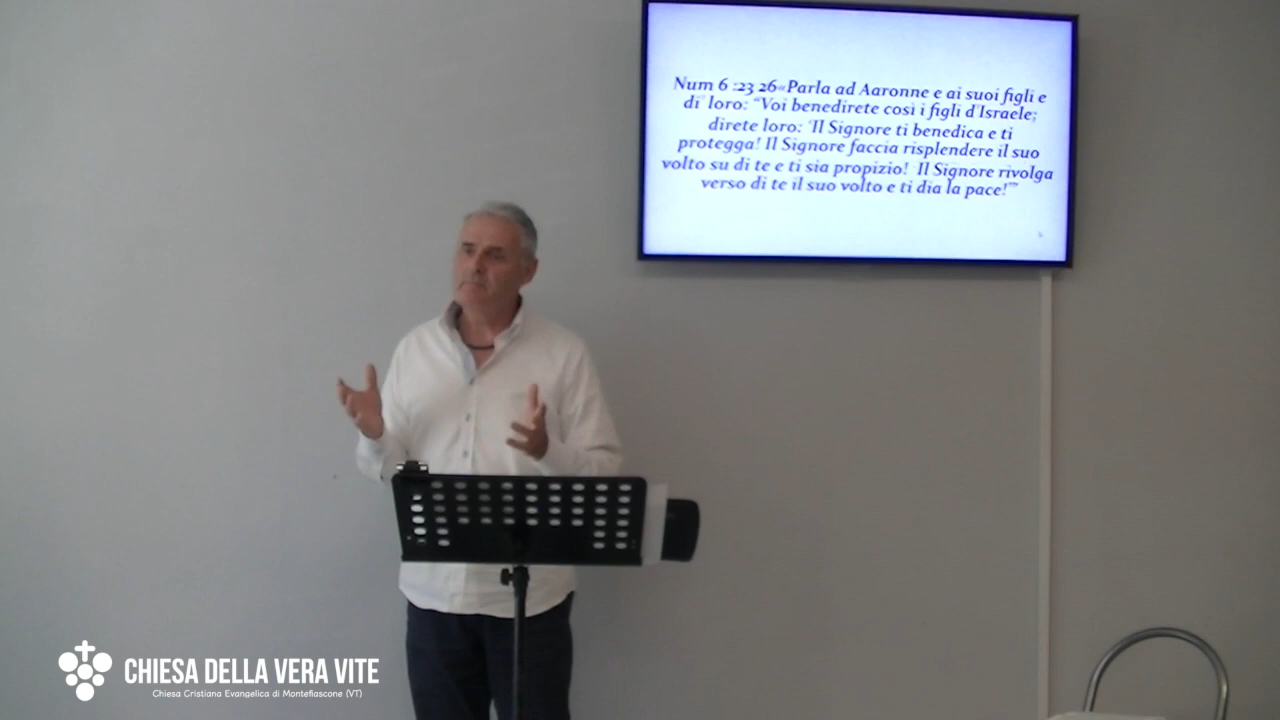 Num 6 :23 26«Parla ad Aaronne e ai suoi figli e
di' loro: “Voi benedirete così i figli d'Israele;
direte loro: 'Il Signore ti benedica e ti
protegga! Il Signore faccia risplendere il suo
volto su di te e ti sia propizio! Il Signore rivolga
verso di te il suo volto e ti dia la pace!'”
CHIESA DELLA VERA VITE
Chiesa Cristiana Evangelica di Montefiascone (VT)